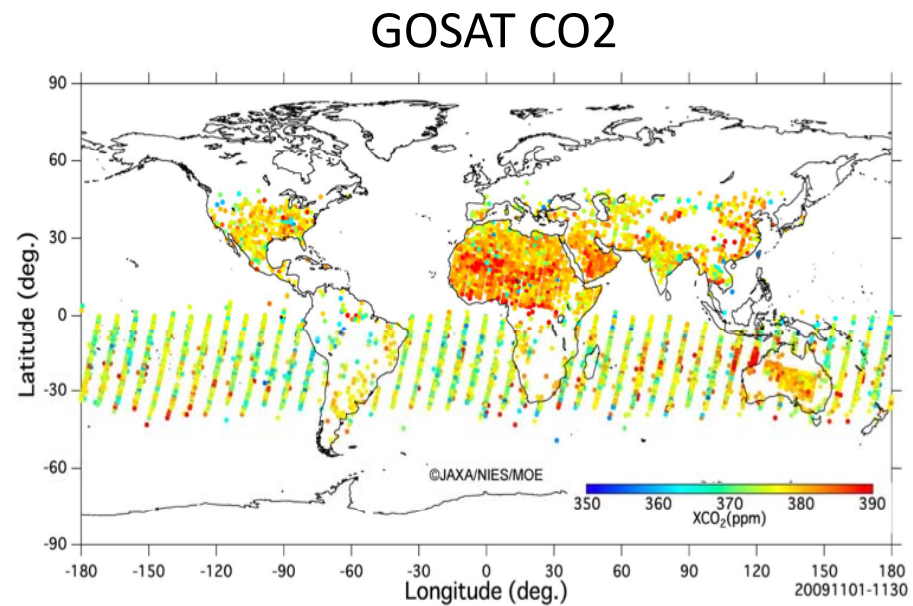 GOSAT CO2
90
60
30
0
-30
-60
-90
Latitude (deg.)
©JAXA/NIES/MOE
350 360 370 380 390
XCO₂(ppm)
-180 -150 -120 -90 -60 -30 0 30 60 90 120 150 180
Longitude (deg.)
20091101-1130